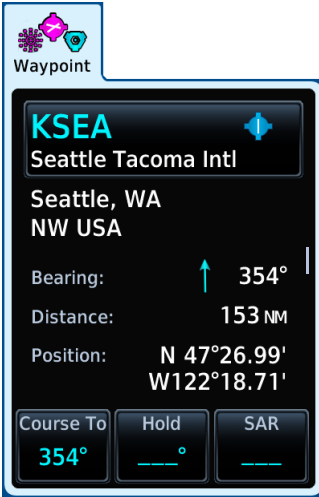 Waypoint
KSEA
Seattle Tacoma Intl
Seattle, WA
NW USA
Bearing: 354°
Distance: 153 NM
Position: N 47°26.99'
W122°18.71'
Course To Hold SAR
354° ___° ___